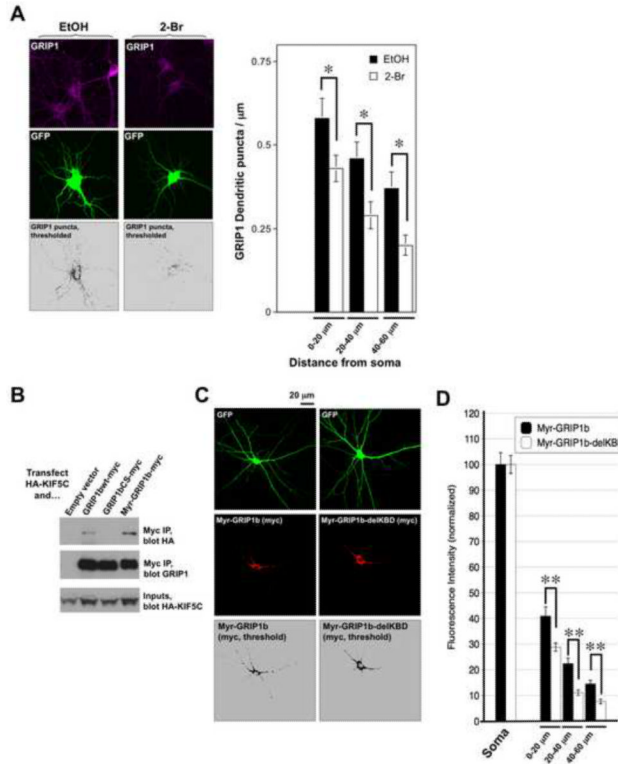 A
EtOH
2-Br
GRIP1
GRIP1
GFP
GRIP1 puncta,
thresholded
GRIP1 puncta,
thresholded
GRIP1 Dendritic puncta / µm
0.75
0.5
0.25
0
EtOH
2-Br
*
*
*
0-20 µm
20-40 µm
40-60 µm
Distance from soma
B
Transfect
HA-KIF5C
and...
Empty vector
GRIP1bwt-myc
GRIP1bCS-myc
Myr-GRIP1b-myc
Myc IP,
blot HA
Myc IP,
blot GRIP1
Inputs,
blot HA-KIF5C
C
20 µm
GFP
GFP
Myr-GRIP1b (myc)
Myr-GRIP1b-delKBD (myc)
Myr-GRIP1b
(myc, threshold)
Myr-GRIP1b-delKBD
(myc, threshold)
D
Fluorescence Intensity (normalized)
120
110
100
90
80
70
60
50
40
30
20
10
0
Myr-GRIP1b
Myr-GRIP1b-delKBD
**
**
**
Soma
0-20 µm
20-40 µm
40-60 µm